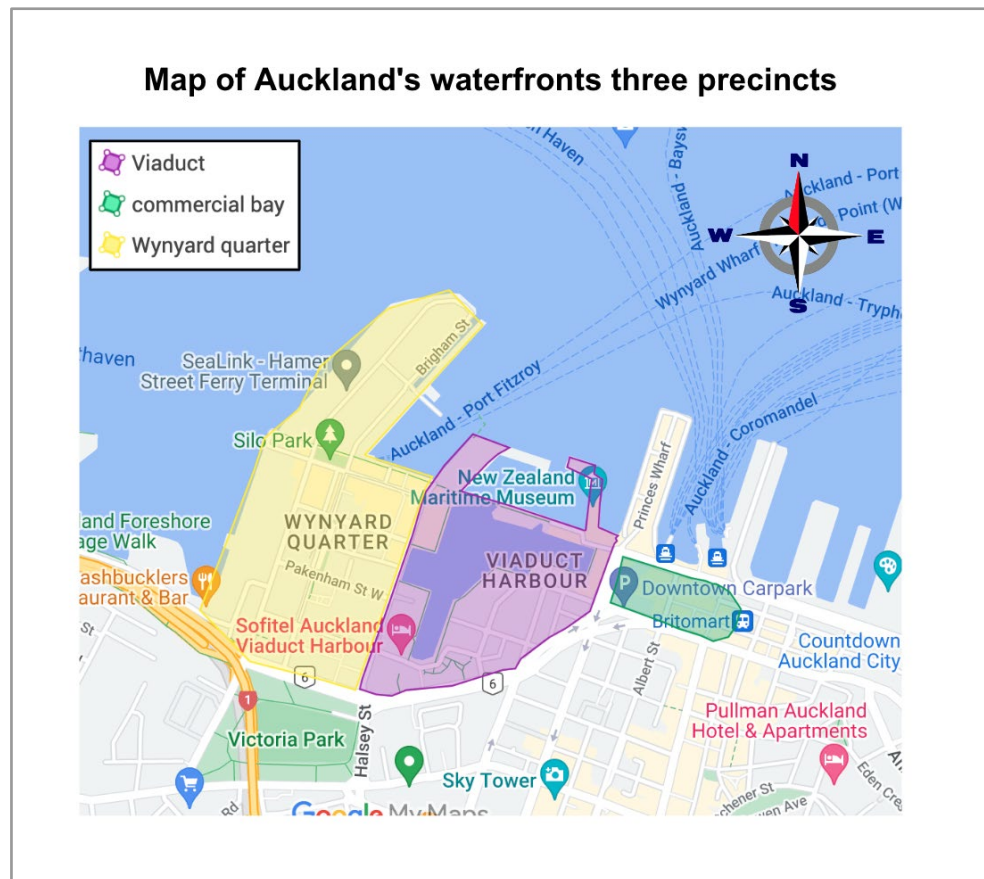 Map of Auckland's waterfronts three precincts
Viaduct
commercial bay
Wynyard quarter
N
W
E
S
Haven
Auckland - Baysw
Auckland - Port
Point (W
Wynyard Wharf
Auckland - Tryph
Brigham St
haven
SeaLink - Hamer
Street Ferry Terminal
Auckland - Port Fitzroy
Auckland - Coromandel
Silo Park
New Zealand
Maritime Museum
Princes Wharf
WYNYARD
QUARTER
and Foreshore
age Walk
VIADUCT
HARBOUR
Pakenham St W
ashbucklers
aurant & Bar
P
Downtown Carpark
Britomart
Sofitel Auckland
Viaduct Harbour
Countdown
Auckland City
Albert St
6
6
1
Pullman Auckland
Hotel & Apartments
Victoria Park
Halsey St
Sky Tower
Eden Cre
Rd
Google My Maps